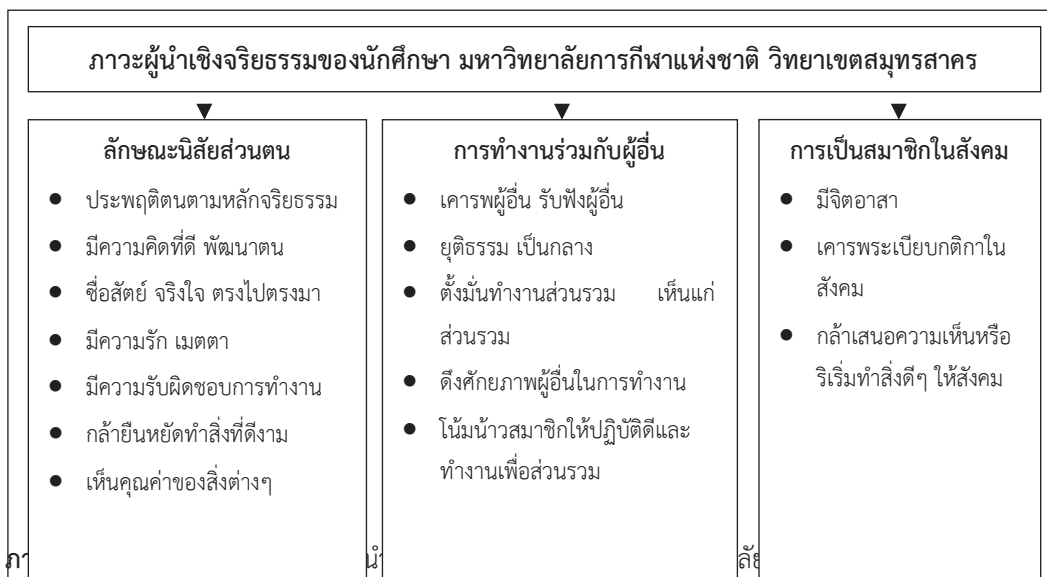 ภาวะผู้นำเชิงจริยธรรมของนักศึกษา มหาวิทยาลัยการกีฬาแห่งชาติ วิทยาเขตสมุทรสาคร
ลักษณะนิสัยส่วนตน
● ประพฤติตนตามหลักจริยธรรม
● มีความคิดที่ดี พัฒนาตน
● ซื่อสัตย์ จริงใจ ตรงไปตรงมา
● มีความรัก เมตตา
● มีความรับผิดชอบการทำงาน
● กล้ายืนหยัดทำสิ่งที่ดีงาม
● เห็นคุณค่าของสิ่งต่างๆ
การทำงานร่วมกับผู้อื่น
● เคารพผู้อื่น รับฟังผู้อื่น
● ยุติธรรม เป็นกลาง
● ตั้งมั่นทำงานส่วนรวม เห็นแก่
ส่วนรวม
● ดึงศักยภาพผู้อื่นในการทำงาน
● โน้มน้าวสมาชิกให้ปฏิบัติดีและ
ทำงานเพื่อส่วนรวม
การเป็นสมาชิกในสังคม
● มีจิตอาสา
● เคารพระเบียบกติกาใน
สังคม
● กล้าเสนอความเห็นหรือ
ริเริ่มทำสิ่งดีๆ ให้สังคม